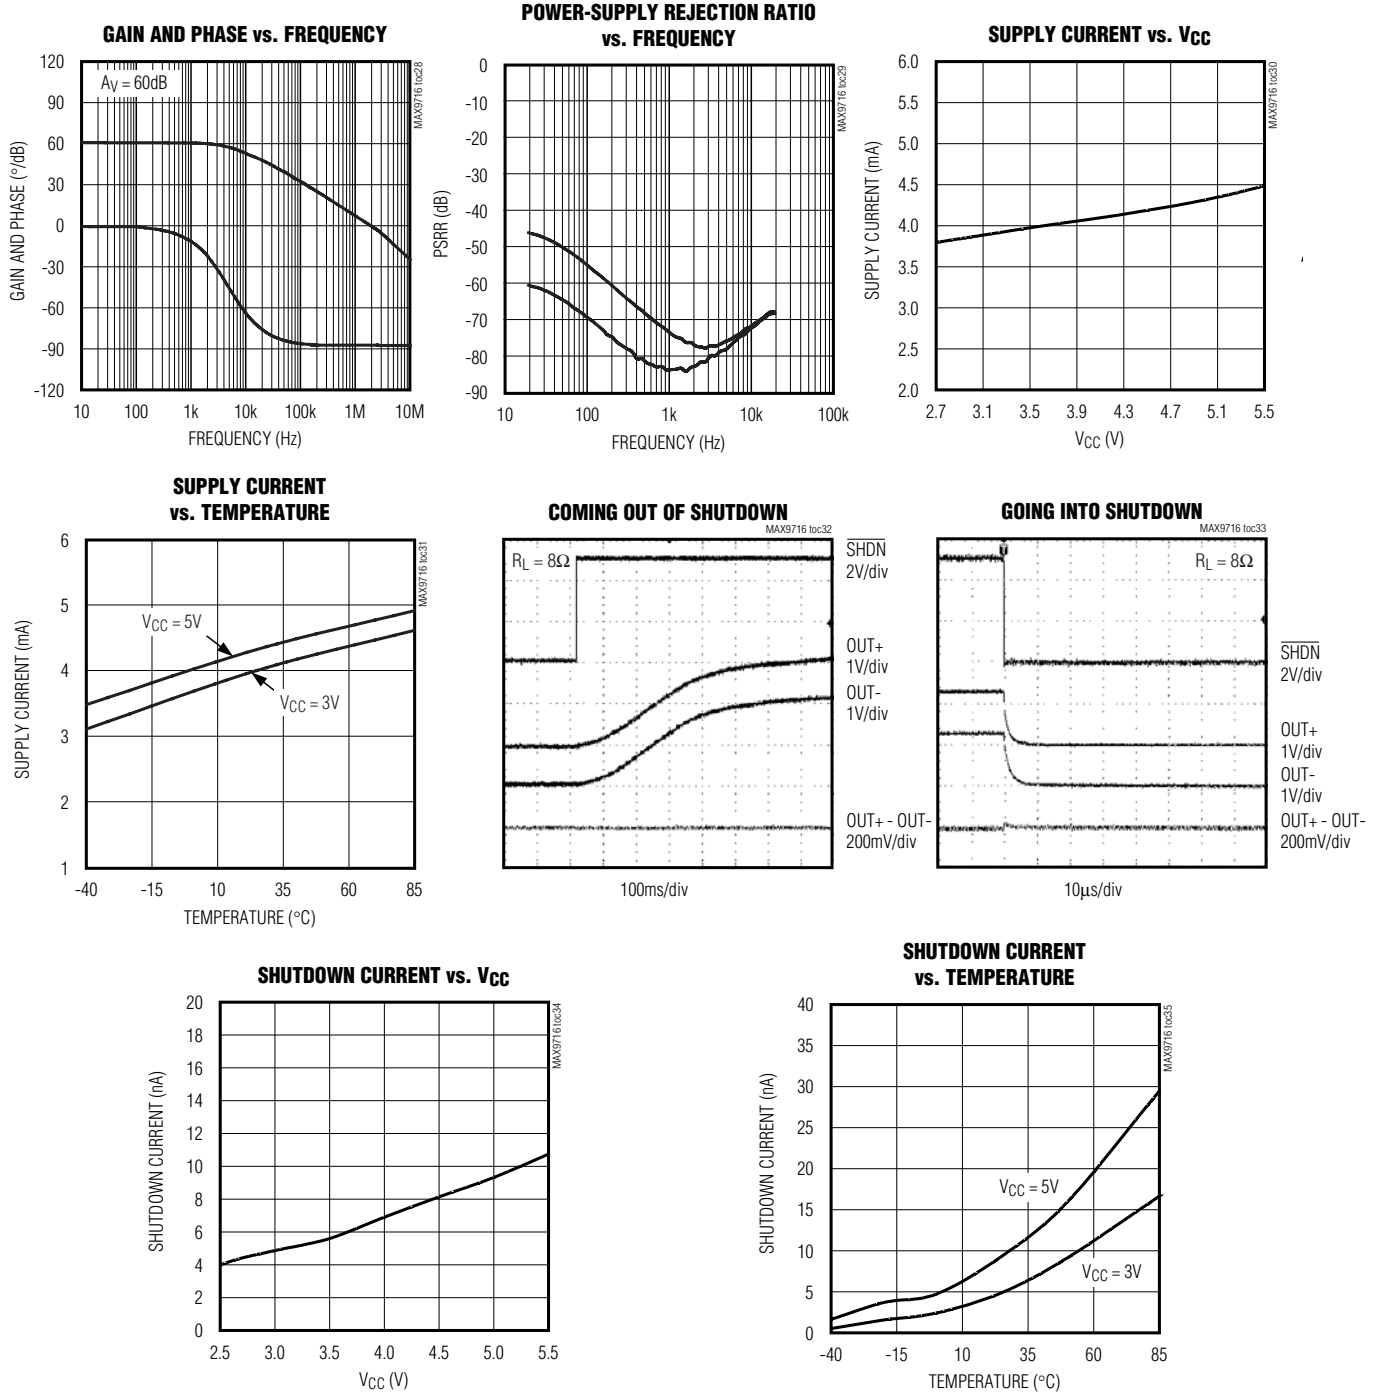 GAIN AND PHASE vs. FREQUENCY
AV = 60dB
MAX9716 toc28
GAIN AND PHASE (°/dB)
120
90
60
30
0
-30
-60
-90
-120
10 100 1k 10k 100k 1M 10M
FREQUENCY (Hz)
POWER-SUPPLY REJECTION RATIO
vs. FREQUENCY
MAX9716 toc29
PSRR (dB)
0
-10
-20
-30
-40
-50
-60
-70
-80
-90
10 100 1k 10k 100k
FREQUENCY (Hz)
SUPPLY CURRENT vs. VCC
MAX9716 toc30
SUPPLY CURRENT (mA)
6.0
5.5
5.0
4.5
4.0
3.5
3.0
2.5
2.0
2.7 3.1 3.5 3.9 4.3 4.7 5.1 5.5
VCC (V)
SUPPLY CURRENT
vs. TEMPERATURE
MAX9716 toc31
SUPPLY CURRENT (mA)
6
5
4
3
2
1
VCC = 5V
VCC = 3V
-40 -15 10 35 60 85
TEMPERATURE (°C)
COMING OUT OF SHUTDOWN
MAX9716 toc32
RL = 8Ω
SHDN
2V/div
OUT+
1V/div
OUT-
1V/div
OUT+ - OUT-
200mV/div
100ms/div
GOING INTO SHUTDOWN
MAX9716 toc33
RL = 8Ω
SHDN
2V/div
OUT+
1V/div
OUT-
1V/div
OUT+ - OUT-
200mV/div
10μs/div
SHUTDOWN CURRENT vs. VCC
MAX9716 toc34
SHUTDOWN CURRENT (nA)
20
18
16
14
12
10
8
6
4
2
0
2.5 3.0 3.5 4.0 4.5 5.0 5.5
VCC (V)
SHUTDOWN CURRENT
vs. TEMPERATURE
MAX9716 toc35
SHUTDOWN CURRENT (nA)
40
35
30
25
20
15
10
5
0
VCC = 5V
VCC = 3V
-40 -15 10 35 60 85
TEMPERATURE (°C)